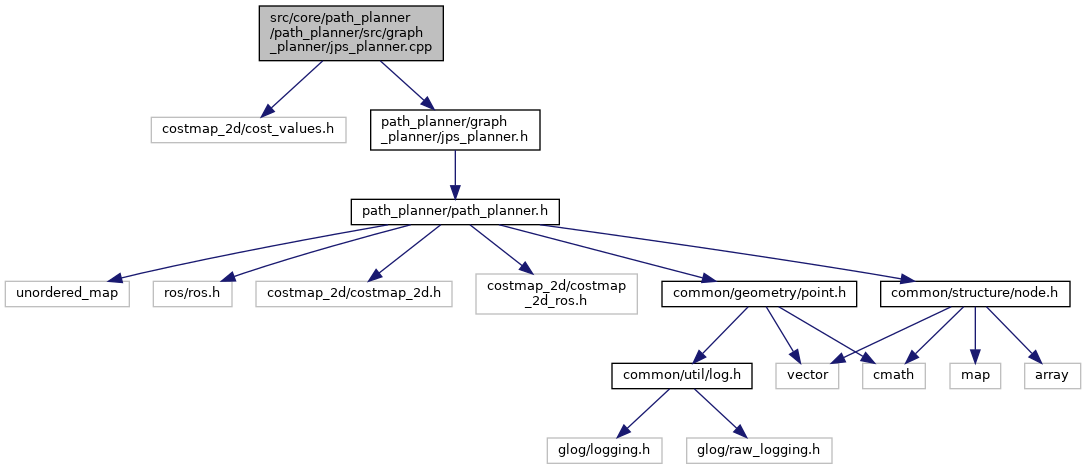 src/core/path_planner
/path_planner/src/graph
_planner/jps_planner.cpp
costmap_2d/cost_values.h
path_planner/graph
_planner/jps_planner.h
path_planner/path_planner.h
unordered_map
ros/ros.h
costmap_2d/costmap_2d.h
costmap_2d/costmap
_2d_ros.h
common/geometry/point.h
common/structure/node.h
common/util/log.h
vector
cmath
map
array
glog/logging.h
glog/raw_logging.h